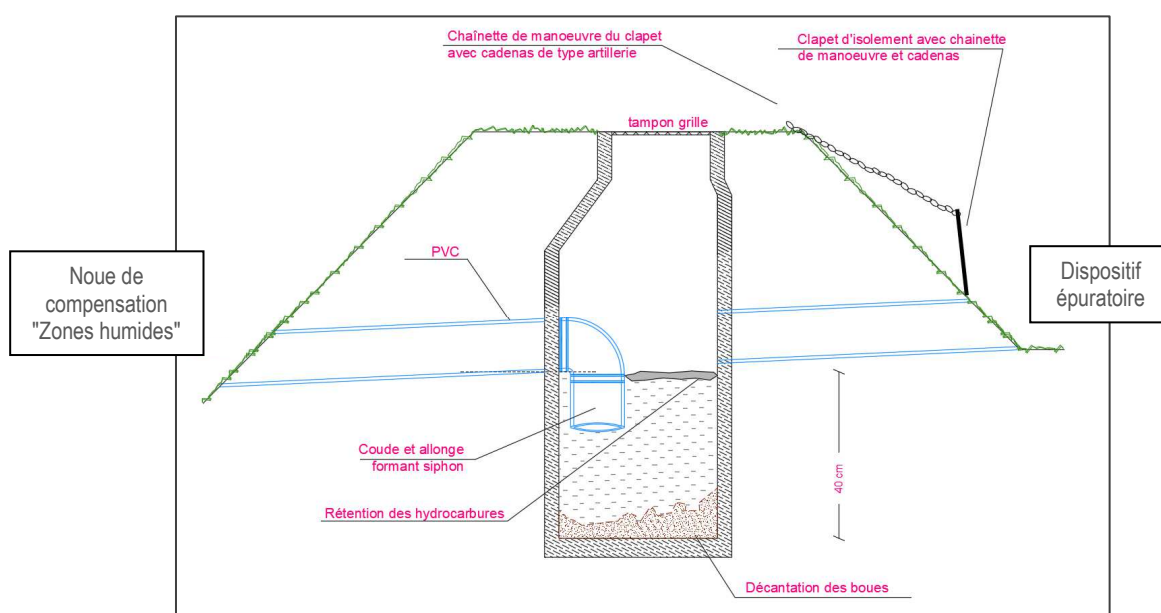 Chaînette de manoeuvre du clapet
avec cadenas de type artillerie
Clapet d'isolement avec chainette
de manoeuvre et cadenas
tampon grille
PVC
Noue de
compensation
"Zones humides"
Dispositif
épuratoire
Coude et allonge
formant siphon
40 cm
Rétention des hydrocarbures
Décantation des boues